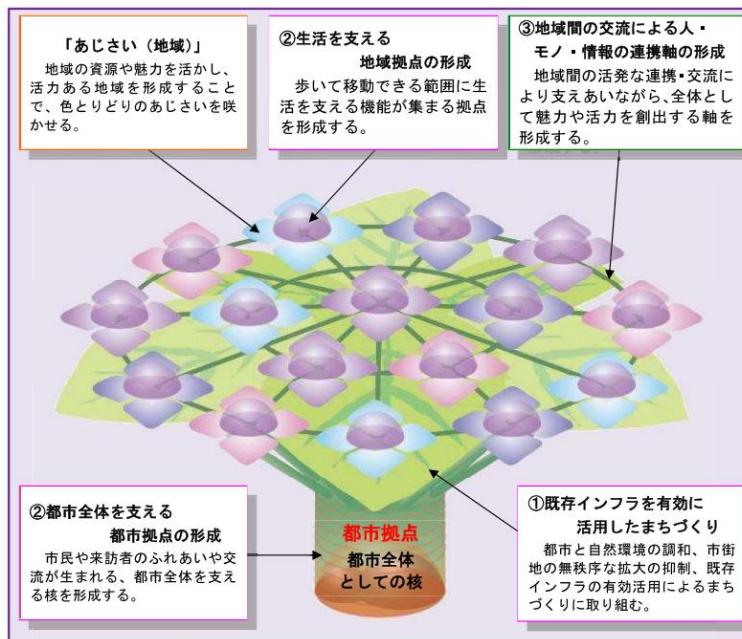 「あじさい（地域）」
地域の資源や魅力を活かし、
活力ある地域を形成すること
で、色とりどりのあじさいを咲
かせる。
②生活を支える
地域拠点の形成
歩いて移動できる範囲に生
活を支える機能が集まる拠点
を形成する。
③地域間の交流による人・
モノ・情報の連携軸の形成
地域間の活発な連携・交流に
より支えあいながら、全体とし
て魅力や活力を創出する軸を
形成する。
②都市全体を支える
都市拠点の形成
市民や来訪者のふれあいや交
流が生まれる、都市全体を支え
る核を形成する。
都市拠点
都市全体
としての核
①既存インフラを有効に
活用したまちづくり
都市と自然環境の調和、市街
地の無秩序な拡大の抑制、既存
インフラの有効活用によるまち
づくりに取り組む。